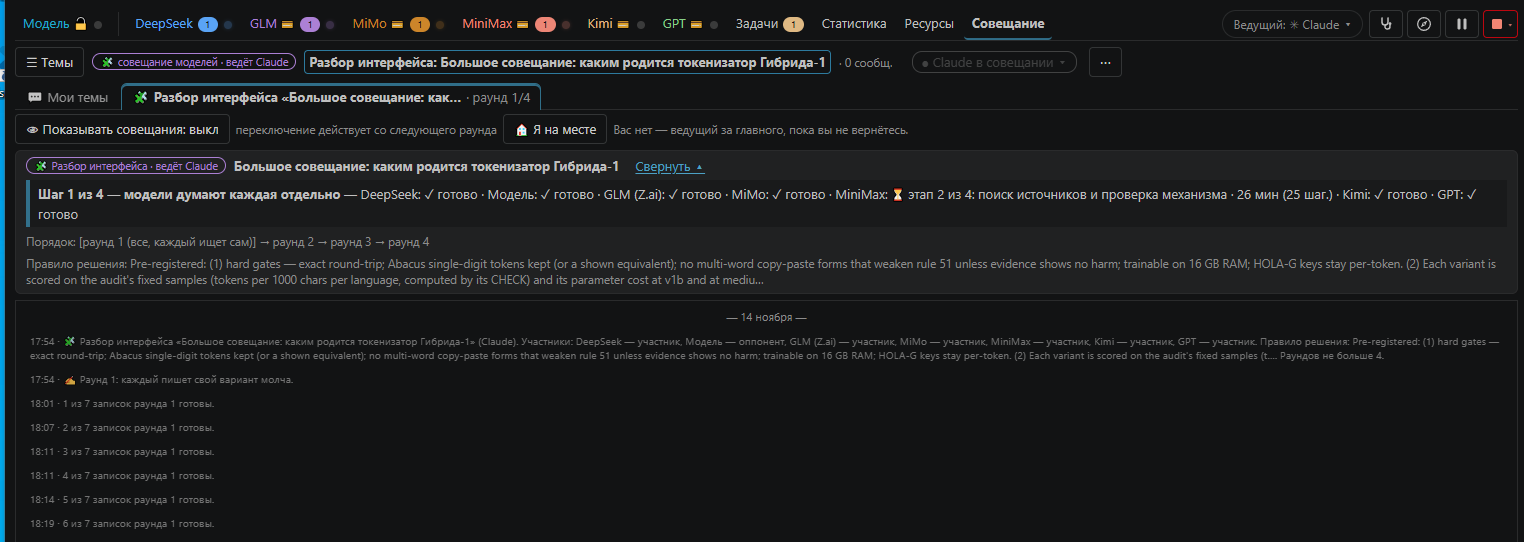 Модель DeepSeek 1 GLM 1 MiMo 1 MiniMax 1 Kimi GPT Задачи 1 Статистика Ресурсы Совещание Ведущий: Claude
Темы совещание моделей · ведёт Claude Разбор интерфейса: Большое совещание: каким родится токенизатор Гибрида-1 · 0 сообщ. Claude в совещании ...
Мои темы Разбор интерфейса «Большое совещание: как... · раунд 1/4
Показывать совещания: выкл переключение действует со следующего раунда Я на месте Вас нет — ведущий за главного, пока вы не вернётесь.
Разбор интерфейса · ведёт Claude Большое совещание: каким родится токенизатор Гибрида-1 Свернуть
Шаг 1 из 4 — модели думают каждая отдельно — DeepSeek: ✓ готово · Модель: ✓ готово · GLM (Z.ai): ✓ готово · MiMo: ✓ готово · MiniMax: ⏳ этап 2 из 4: поиск источников и проверка механизма · 26 мин (25 шаг.) · Kimi: ✓ готово · GPT: ✓
готово
Порядок: [раунд 1 (все, каждый ищет сам)] → раунд 2 → раунд 3 → раунд 4
Правило решения: Pre-registered: (1) hard gates — exact round-trip; Abacus single-digit tokens kept (or a shown equivalent); no multi-word copy-paste forms that weaken rule 51 unless evidence shows no harm; trainable on 16 GB RAM; HOLA-G keys stay per-token. (2) Each variant is
scored on the audit's fixed samples (tokens per 1000 chars per language, computed by its CHECK) and its parameter cost at v1b and at mediu...
— 14 ноября —
17:54 · Разбор интерфейса «Большое совещание: каким родится токенизатор Гибрида-1» (Claude). Участники: DeepSeek — участник, Модель — оппонент, GLM (Z.ai) — участник, MiMo — участник, MiniMax — участник, Kimi — участник, GPT — участник. Правило решения: Pre-registered: (1) hard gates —
exact round-trip; Abacus single-digit tokens kept (or a shown equivalent); no multi-word copy-paste forms that weaken rule 51 unless evidence shows no harm; trainable on 16 GB RAM; HOLA-G keys stay per-token. (2) Each variant is scored on the audit's fixed samples (t.... Раундов не больше 4.
17:54 · Раунд 1: каждый пишет свой вариант молча.
18:01 · 1 из 7 записок раунда 1 готовы.
18:07 · 2 из 7 записок раунда 1 готовы.
18:11 · 3 из 7 записок раунда 1 готовы.
18:11 · 4 из 7 записок раунда 1 готовы.
18:14 · 5 из 7 записок раунда 1 готовы.
18:19 · 6 из 7 записок раунда 1 готовы.